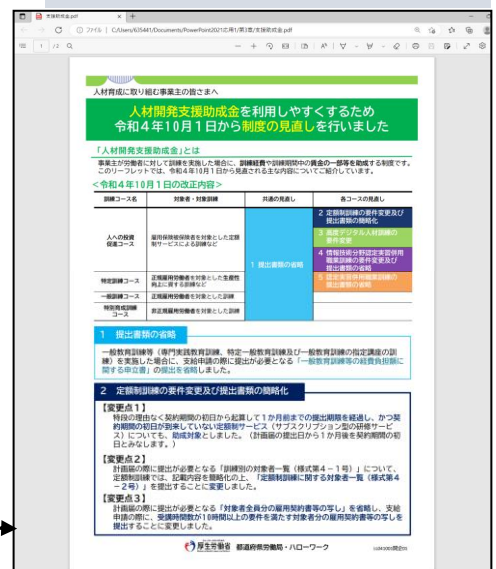 支援助成金.pdf
ファイル C:/Users/635441/Documents/PowerPoint2021応用1/第3章/支援助成金.pdf
1 /2
人材育成に取り組む事業主の皆さまへ
人材開発支援助成金を利用しやすくするため
令和4年10月1日から制度の見直しを行いました
「人材開発支援助成金」とは
事業主が労働者に対して訓練を実施した場合に、訓練経費や訓練期間中の賃金の一部等を助成する制度です。
このリーフレットでは、令和4年10月1日から見直される主な内容についてご紹介しています。
<令和4年10月1日の改正内容>
訓練コース名 対象者・対象訓練 共通の見直し 各コースの見直し
人への投資
促進コース
雇用保険被保険者を対象とした定額
制サービスによる訓練など
1 提出書類の省略
2 定額制訓練の要件変更及び
提出書類の簡略化
3 高度デジタル人材訓練の
要件変更
4 情報技術分野認定実習併用
職業訓練の要件変更及び
提出書類の省略
特定訓練コース
正規雇用労働者を対象とした生産性
向上に資する訓練など
5 認定実習併用職業訓練の
提出書類の省略
一般訓練コース 正規雇用労働者を対象とした訓練
特別育成訓練
コース
非正規雇用労働者を対象とした訓練
1 提出書類の省略
一般教育訓練等(専門実践教育訓練、特定一般教育訓練及び一般教育訓練の指定講座の訓
練)を実施した場合に、支給申請の際に提出が必要となる「一般教育訓練等の経費負担額に
関する申立書」の提出を省略しました。
2 定額制訓練の要件変更及び提出書類の簡略化
【変更点1】
特段の理由なく契約期間の初日から起算して1か月前までの提出期限を経過し、かつ契
約期間の初日が到来していない定額制サービス(サブスクリプション型の研修サービ
ス)についても、助成対象としました。(計画届の提出日から1か月後を契約期間の初
日とみなします。)
【変更点2】
計画届の際に提出が必要となる「訓練別の対象者一覧(様式第4-1号)」について、
定額制訓練では、記載内容を簡略化の上、「定額制訓練に関する対象者一覧(様式第4
-2号)」を提出することに変更しました。
【変更点3】
計画届の際に提出が必要となる「対象者全員分の雇用契約書等の写し」を省略し、支給
申請の際に、受講時間数が10時間以上の要件を満たす対象者分の雇用契約書等の写しを
提出することに変更しました。
厚生労働省 都道府県労働局・ハローワーク